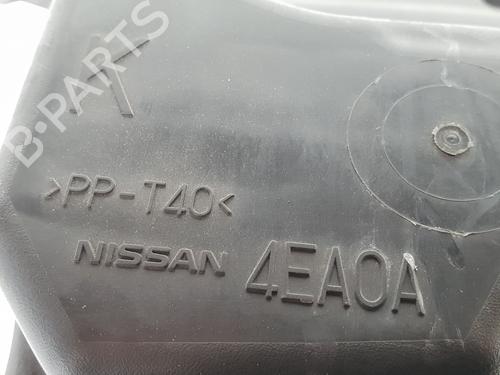 K
B-PARTS
>PP-T40<
NISSAN 4EA0A